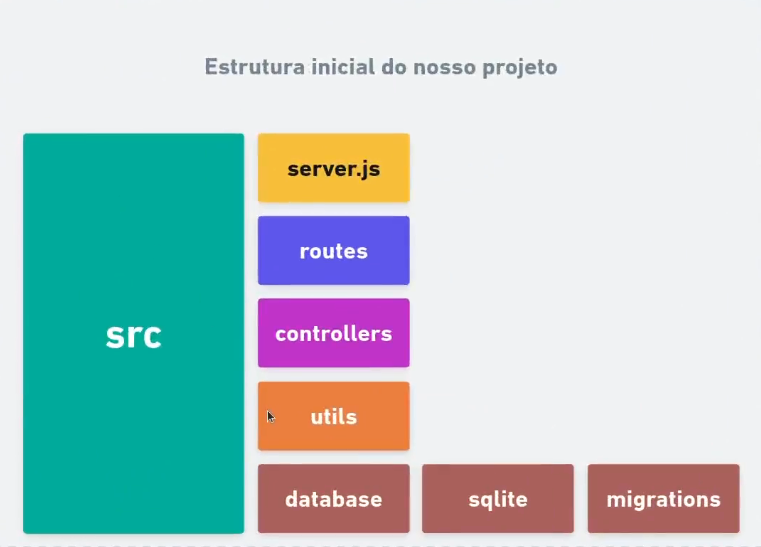 Estrutura inicial do nosso projeto
src
server.js
routes
controllers
utils
database
sqlite
migrations